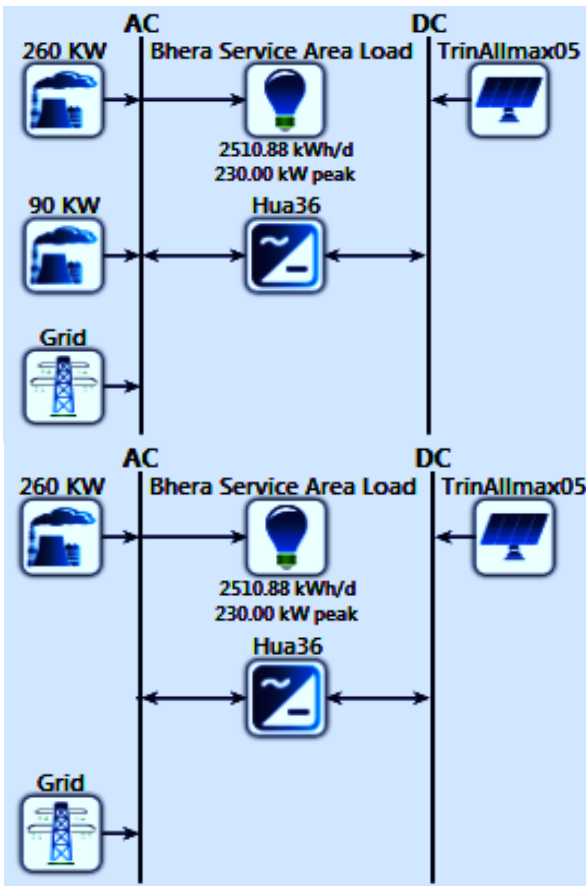 AC DC
260 KW Bhera Service Area Load TrinAllmax05
2510.88 kWh/d
230.00 kW peak
90 KW Hua36
Grid
AC DC
260 KW Bhera Service Area Load TrinAllmax05
2510.88 kWh/d
230.00 kW peak
Hua36
Grid